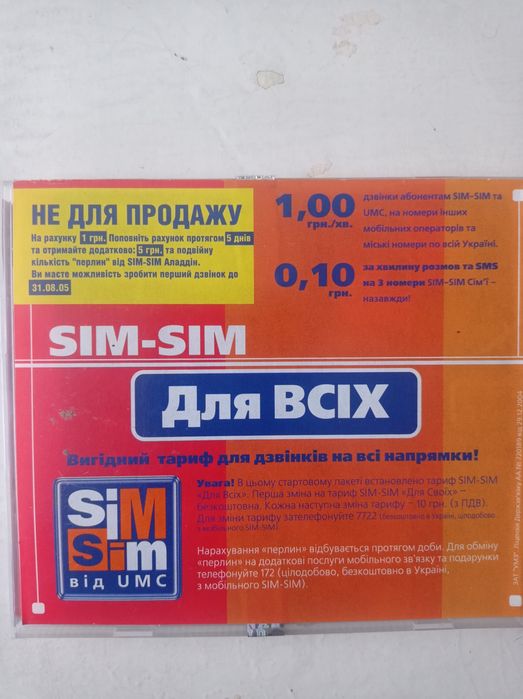 НЕ ДЛЯ ПРОДАЖУ
На рахунку 1 грн. Поповніть рахунок протягом 5 днів
та отримайте додатково: 5 грн. та подвійну
кількість "перлин" від SIM-SIM Аладдін.
Ви маєте можливість зробити перший дзвінок до
31.08.05
1,00
грн./хв.
дзвінки абонентам SIM-SIM та
UMC, на номери інших
мобільних операторів та
міські номери по всій Україні.
0,10
грн.
за хвилину розмов та SMS
на 3 номери SIM-SIM Сім'ї –
назавжди!
SIM-SIM
Для ВСІХ
Вигідний тариф для дзвінків на всі напрямки!
Увага! В цьому стартовому пакеті встановлено тариф SIM-SIM
«Для Всіх». Перша зміна на тариф SIM-SIM «Для Своїх» –
безкоштовна. Кожна наступна зміна тарифу – 10 грн. (з ПДВ).
Для зміни тарифу зателефонуйте 7722 (безкоштовно в Україні, цілодобово
з мобільного SIM-SIM)
Нарахування «перлин» відбувається протягом доби. Для обміну
«перлин» на додаткові послуги мобільного зв'язку та подарунки
телефонуйте 172 (цілодобово, безкоштовно в Україні,
з мобільного SIM-SIM).
SiM
Sim
від UMC